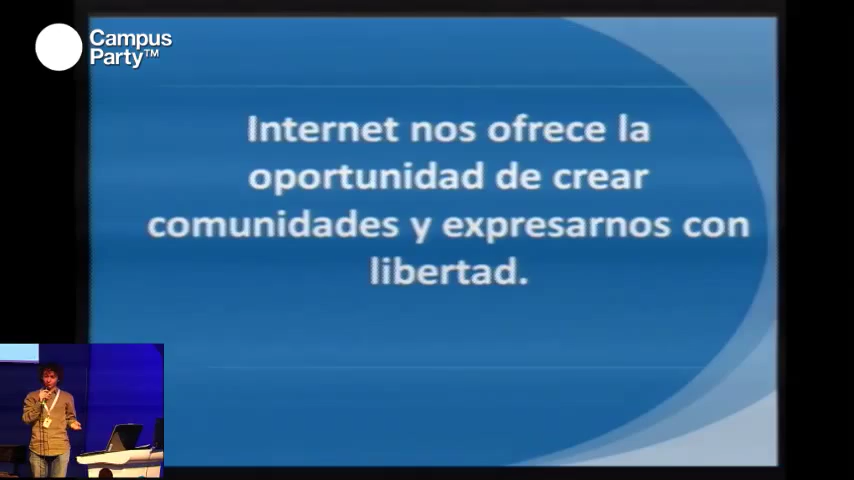 Campus
Party™
Internet nos ofrece la
oportunidad de crear
comunidades y expresarnos con
libertad.